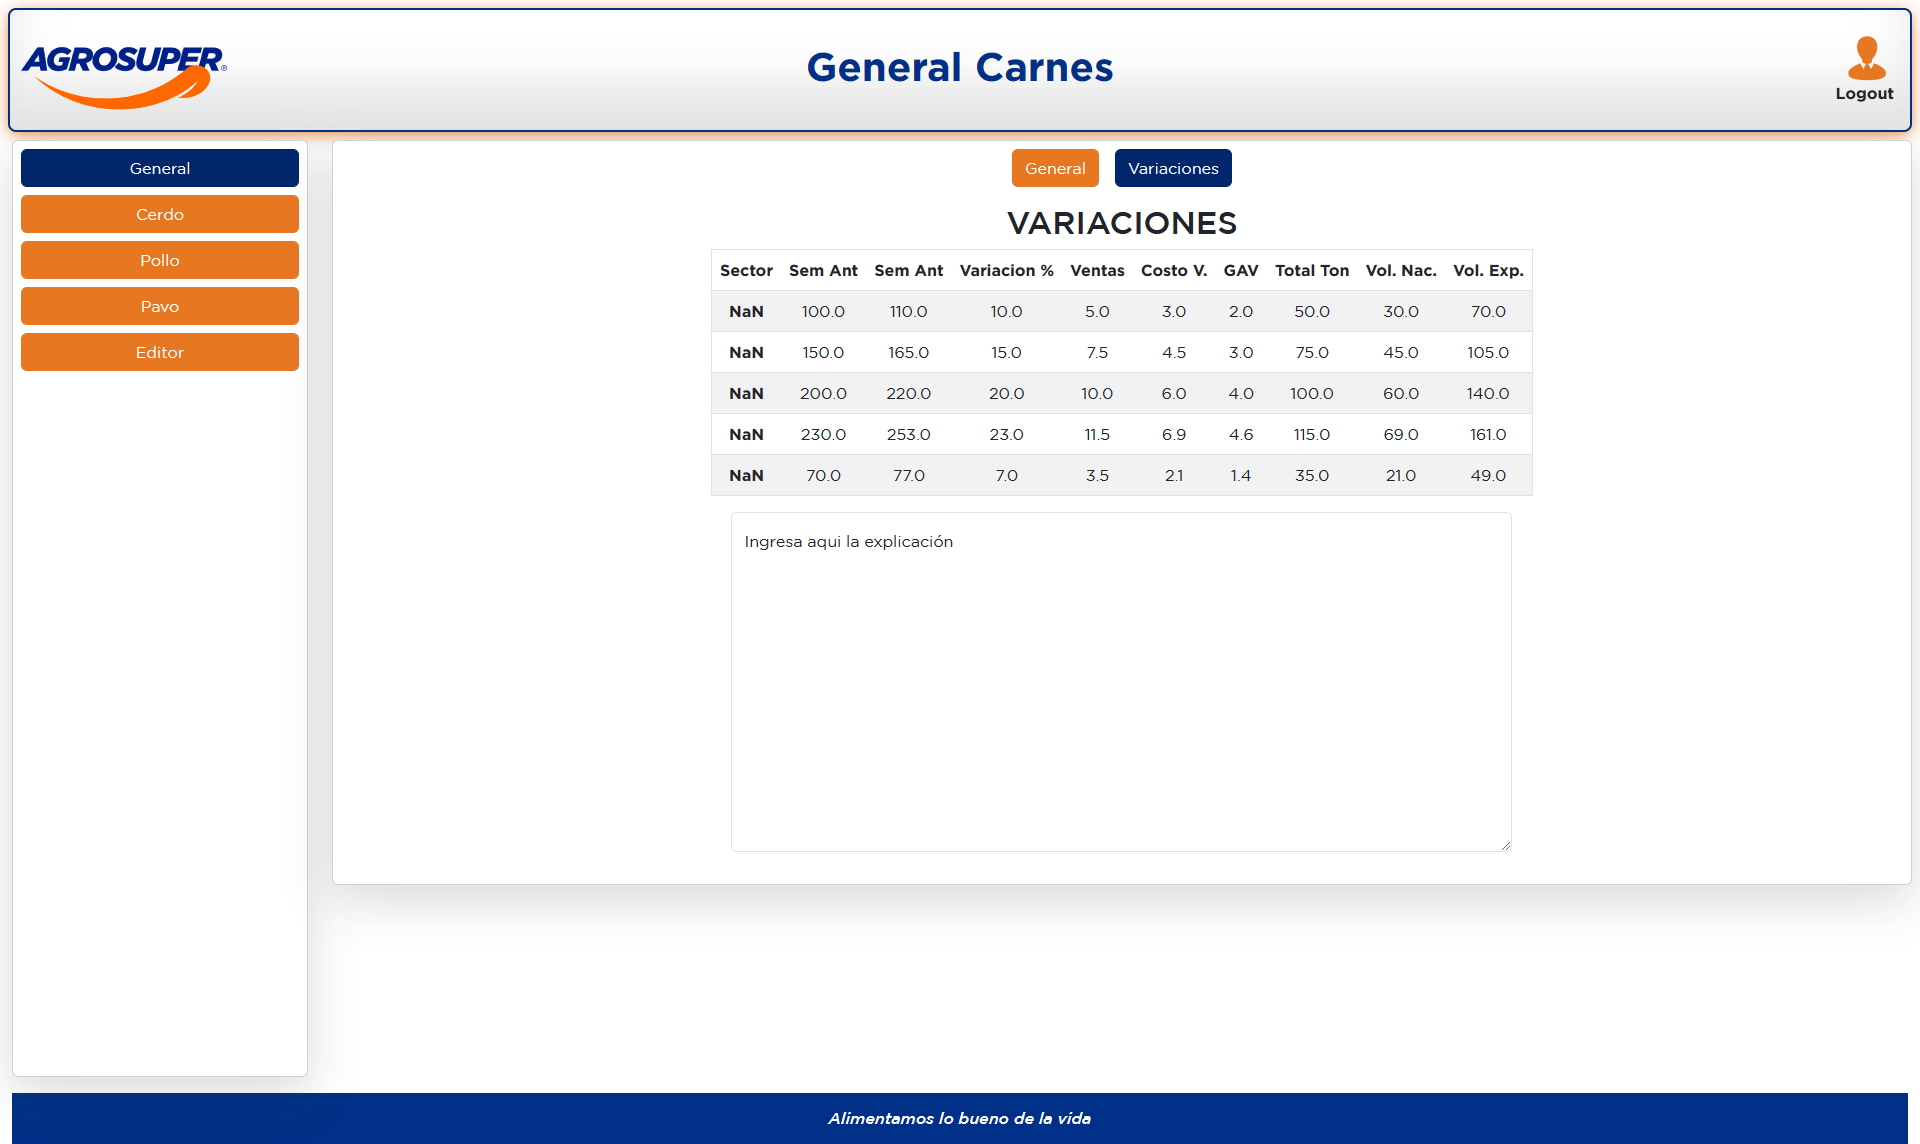 AGROSUPER®
General Carnes
Logout
General
Cerdo
Pollo
Pavo
Editor
General Variaciones
VARIACIONES
Sector Sem Ant Sem Ant Variacion % Ventas Costo V. GAV Total Ton Vol. Nac. Vol. Exp.
NaN 100.0 110.0 10.0 5.0 3.0 2.0 50.0 30.0 70.0
NaN 150.0 165.0 15.0 7.5 4.5 3.0 75.0 45.0 105.0
NaN 200.0 220.0 20.0 10.0 6.0 4.0 100.0 60.0 140.0
NaN 230.0 253.0 23.0 11.5 6.9 4.6 115.0 69.0 161.0
NaN 70.0 77.0 7.0 3.5 2.1 1.4 35.0 21.0 49.0
Ingresa aqui la explicación
Alimentamos lo bueno de la vida